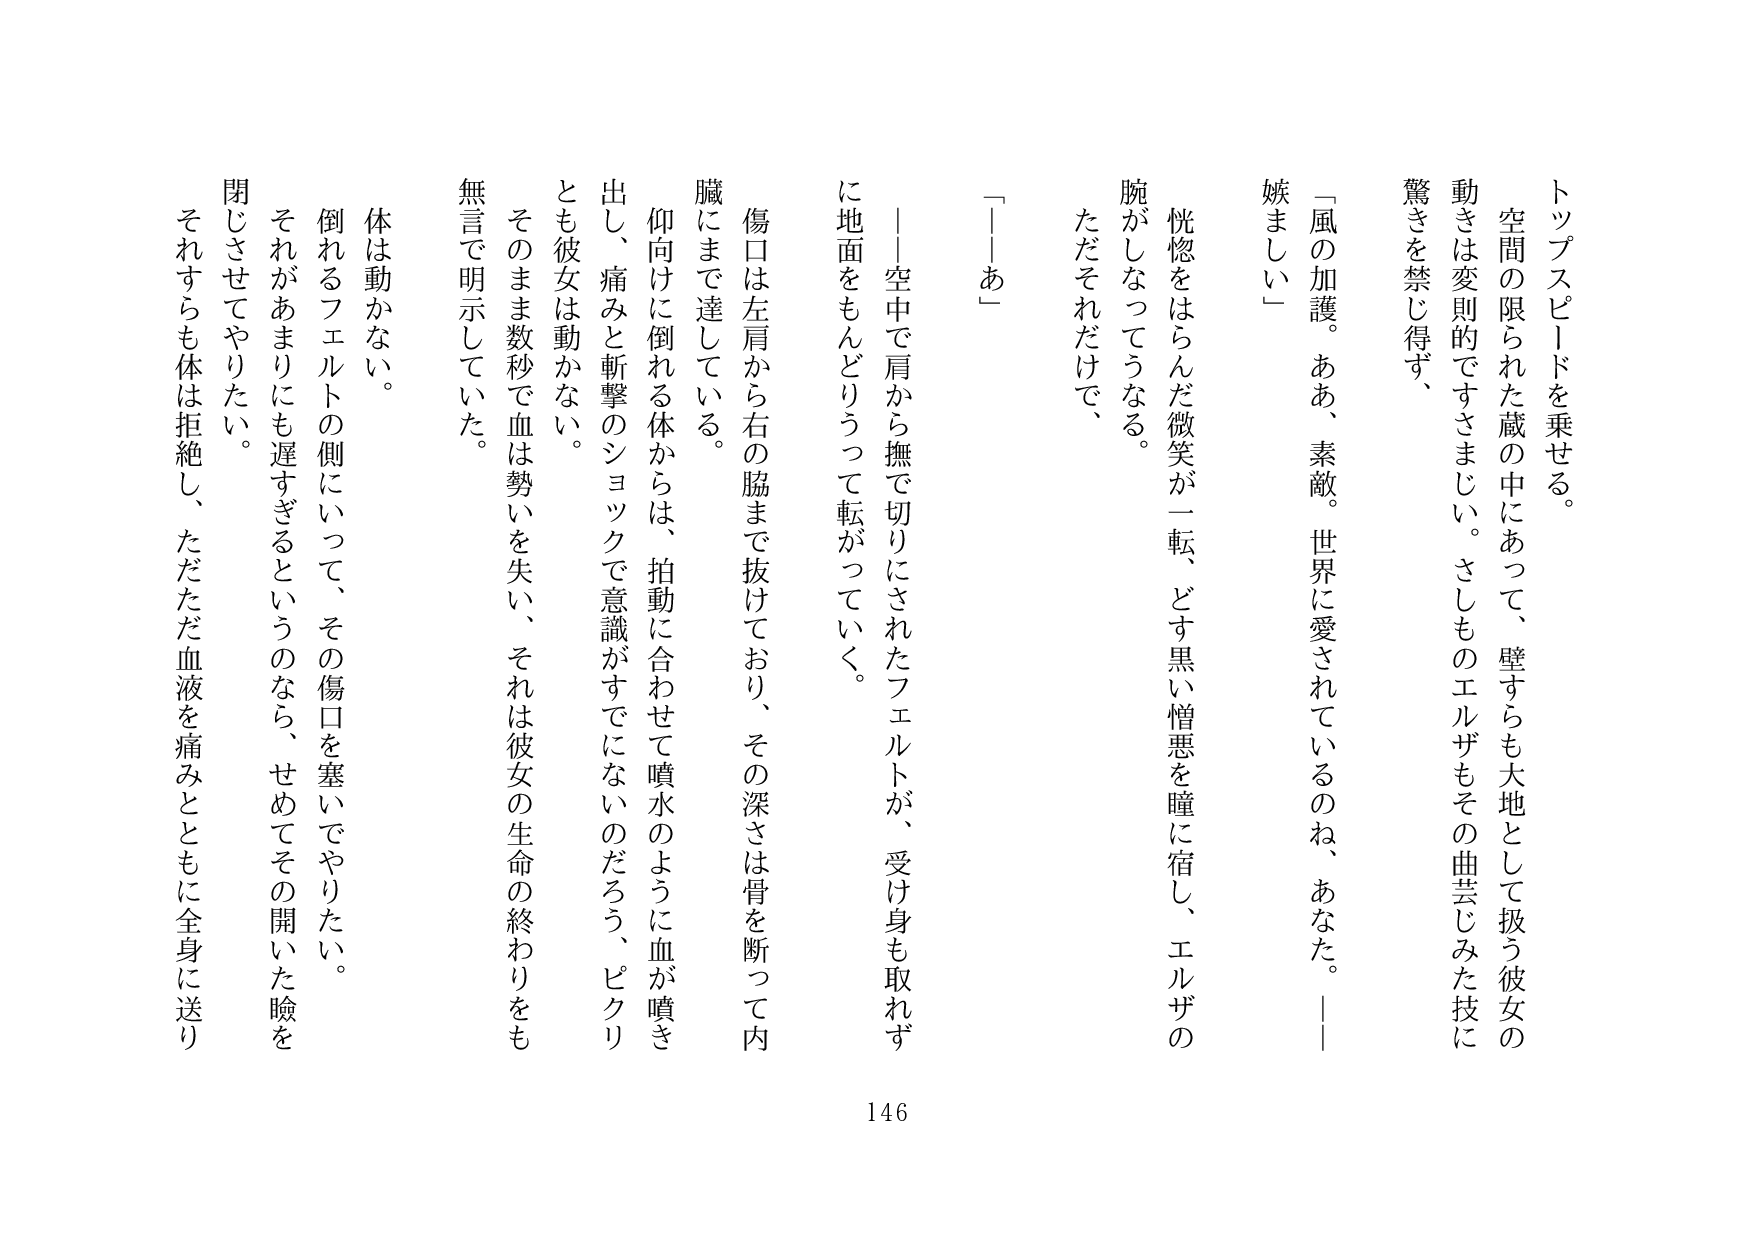 トップスピードを乗せる。
　空間の限られた蔵の中にあって、壁すらも大地として扱う彼女の
動きは変則的ですさまじい。さしものエルザもその曲芸じみた技に
驚きを禁じ得ず、
「風の加護。ああ、素敵。世界に愛されているのね、あなた。――
嫉ましい」
　恍惚をはらんだ微笑が一転、どす黒い憎悪を瞳に宿し、エルザの
腕がしなってうなる。
　ただそれだけで、
「――あ」
　――空中で肩から撫で切りにされたフェルトが、受け身も取れず
に地面をもんどりうって転がっていく。
　傷口は左肩から右の脇まで抜けており、その深さは骨を断って内
臓にまで達している。
　仰向けに倒れる体からは、拍動に合わせて噴水のように血が噴き
出し、痛みと斬撃のショックで意識がすでにないのだろう、ピクリ
とも彼女は動かない。
　そのまま数秒で血は勢いを失い、それは彼女の生命の終わりをも
無言で明示していた。
　体は動かない。
　倒れるフェルトの側にいって、その傷口を塞いでやりたい。
　それがあまりにも遅すぎるというのなら、せめてその開いた瞼を
閉じさせてやりたい。
　それすらも体は拒絶し、ただただ血液を痛みとともに全身に送り
146